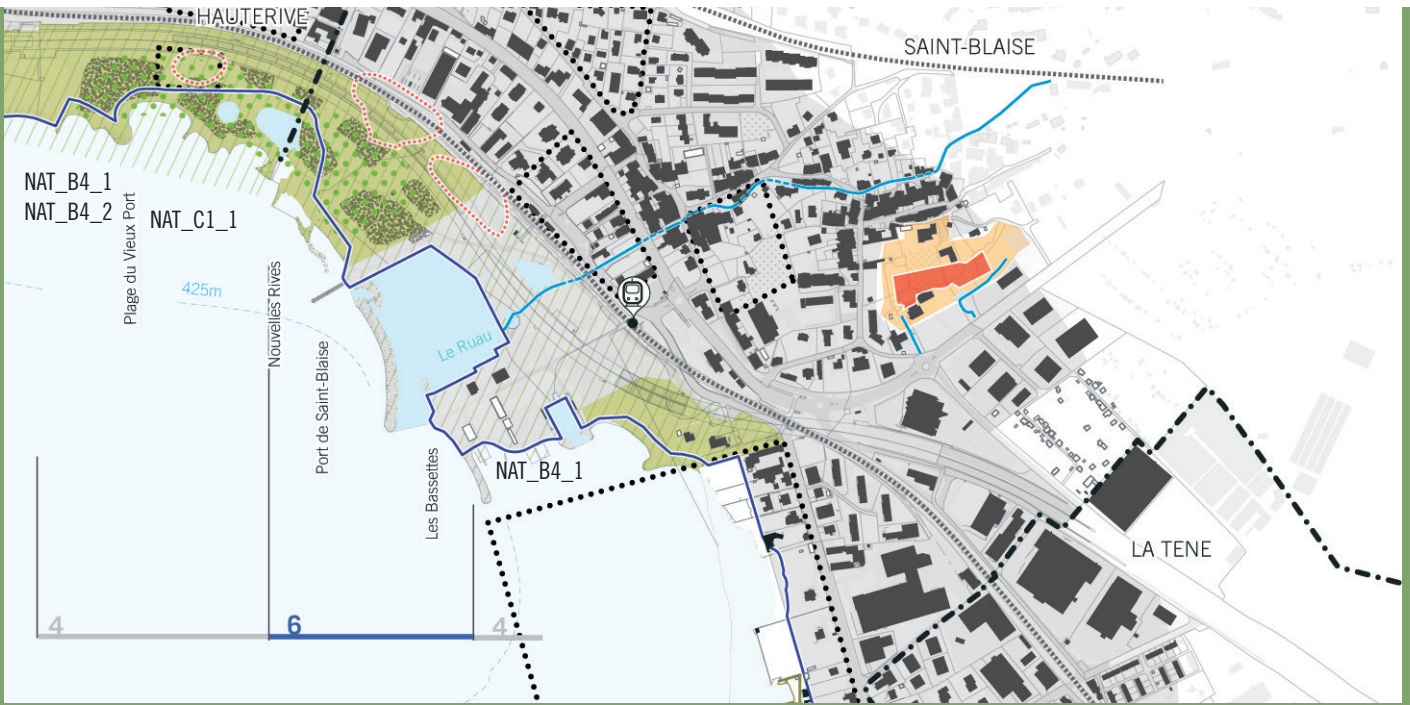 HAUTERIVE
SAINT-BLAISE
NAT_B4_1
NAT_B4_2
NAT_C1_1
Plage du Vieux Port
425m
Nouvelles Rives
Port de Saint-Blaise
Le Ruau
Les Bassettes
NAT_B4_1
LA TENE
4
6
4